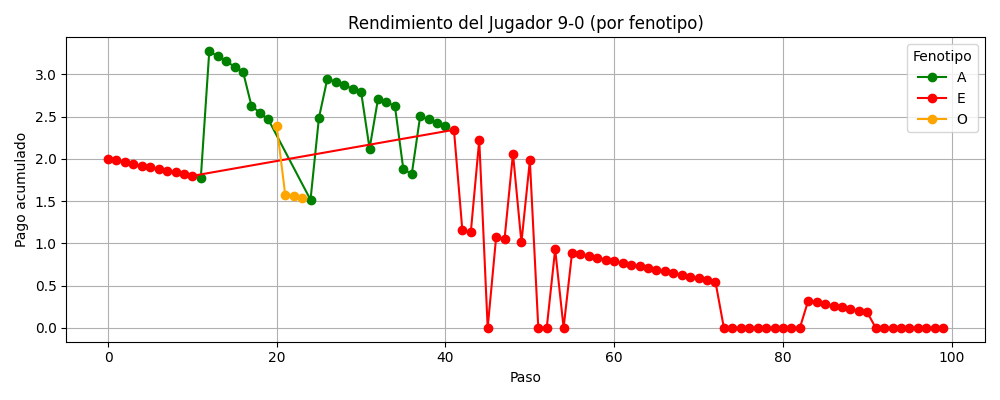 Rendimiento del Jugador 9-0 (por fenotipo)
Pago acumulado
3.0
2.5
2.0
1.5
1.0
0.5
0.0
0
20
40
60
80
100
Paso
Fenotipo
A
E
O